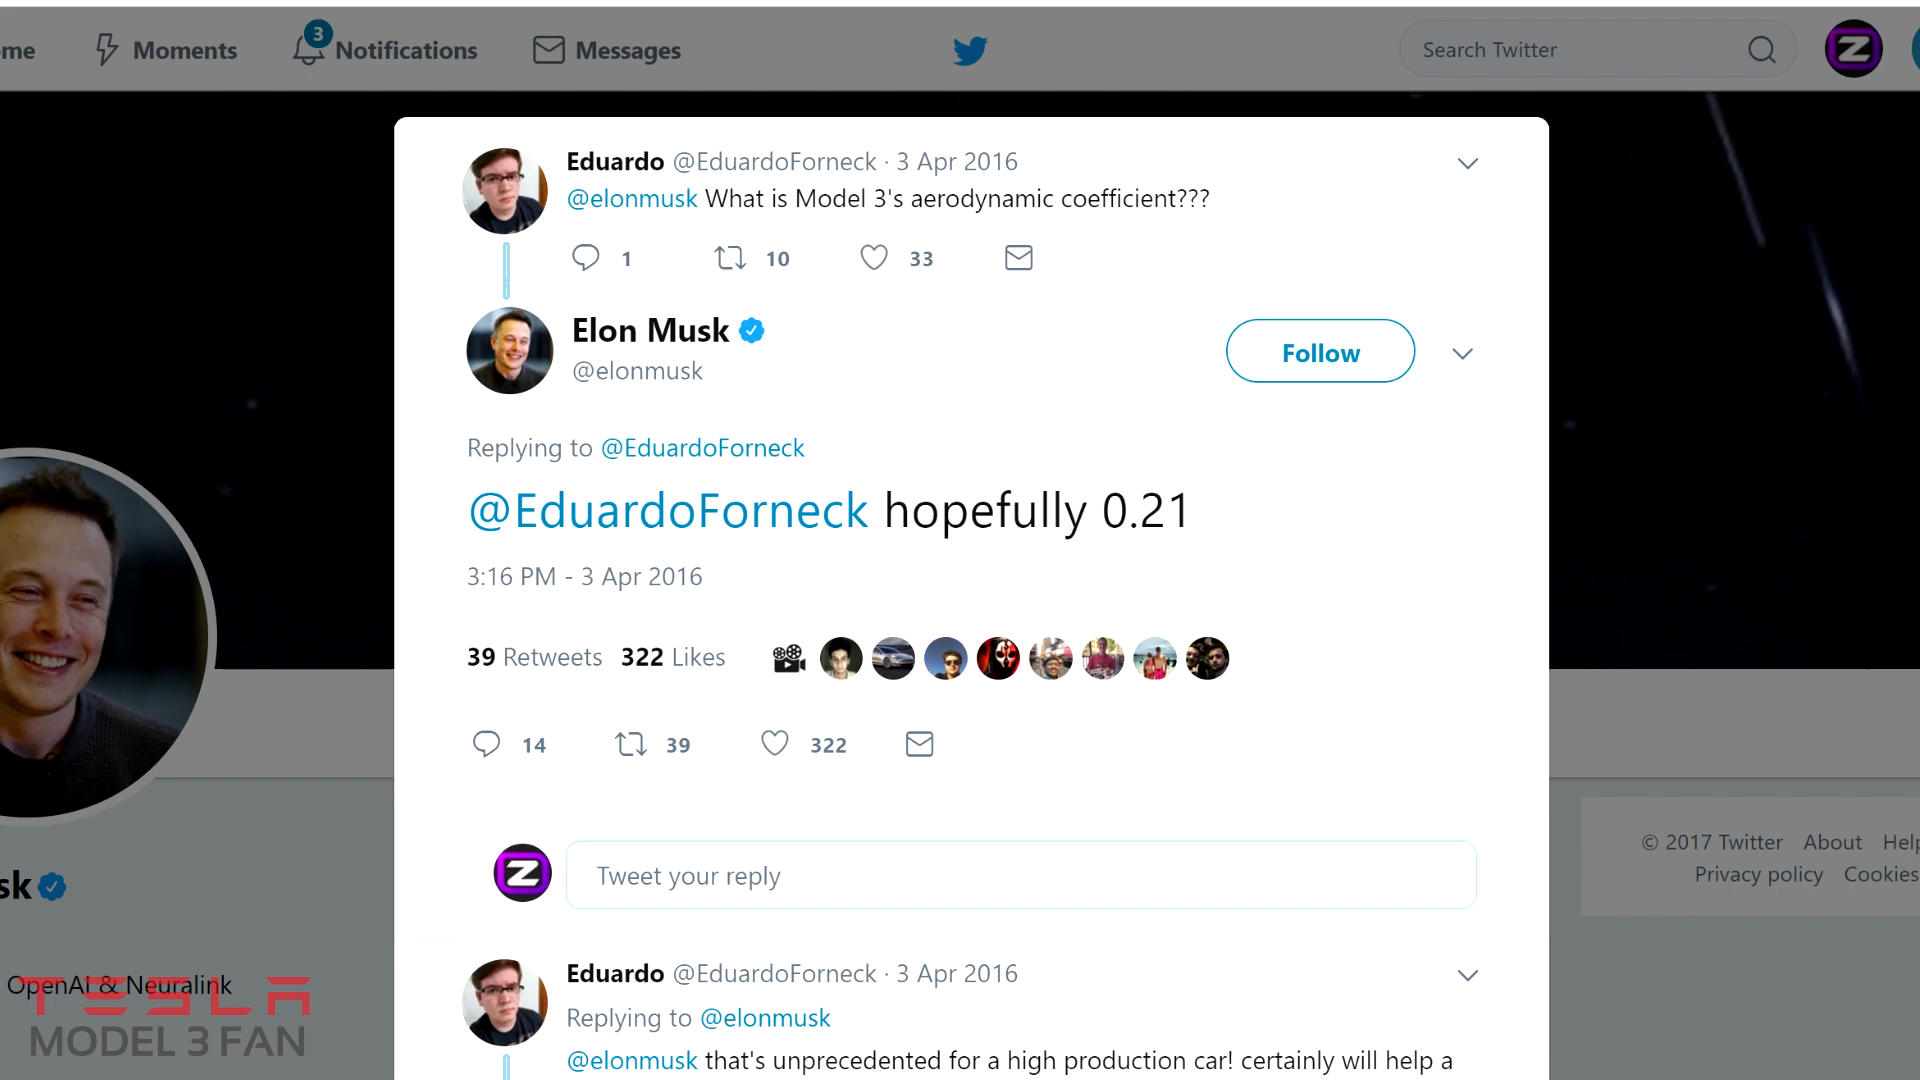 me Moments 3 Notifications Messages Search Twitter Z
Eduardo @EduardoForneck · 3 Apr 2016
@elonmusk What is Model 3's aerodynamic coefficient???
1 10 33
Elon Musk
@elonmusk
Follow
Replying to @EduardoForneck
@EduardoForneck hopefully 0.21
3:16 PM - 3 Apr 2016
39 Retweets 322 Likes
14 39 322
Z Tweet your reply
© 2017 Twitter About Help
Privacy policy Cookies
sk
OpenAI & Neuralink
TESLA
MODEL 3 FAN
Eduardo @EduardoForneck · 3 Apr 2016
Replying to @elonmusk
@elonmusk that's unprecedented for a high production car! certainly will help a